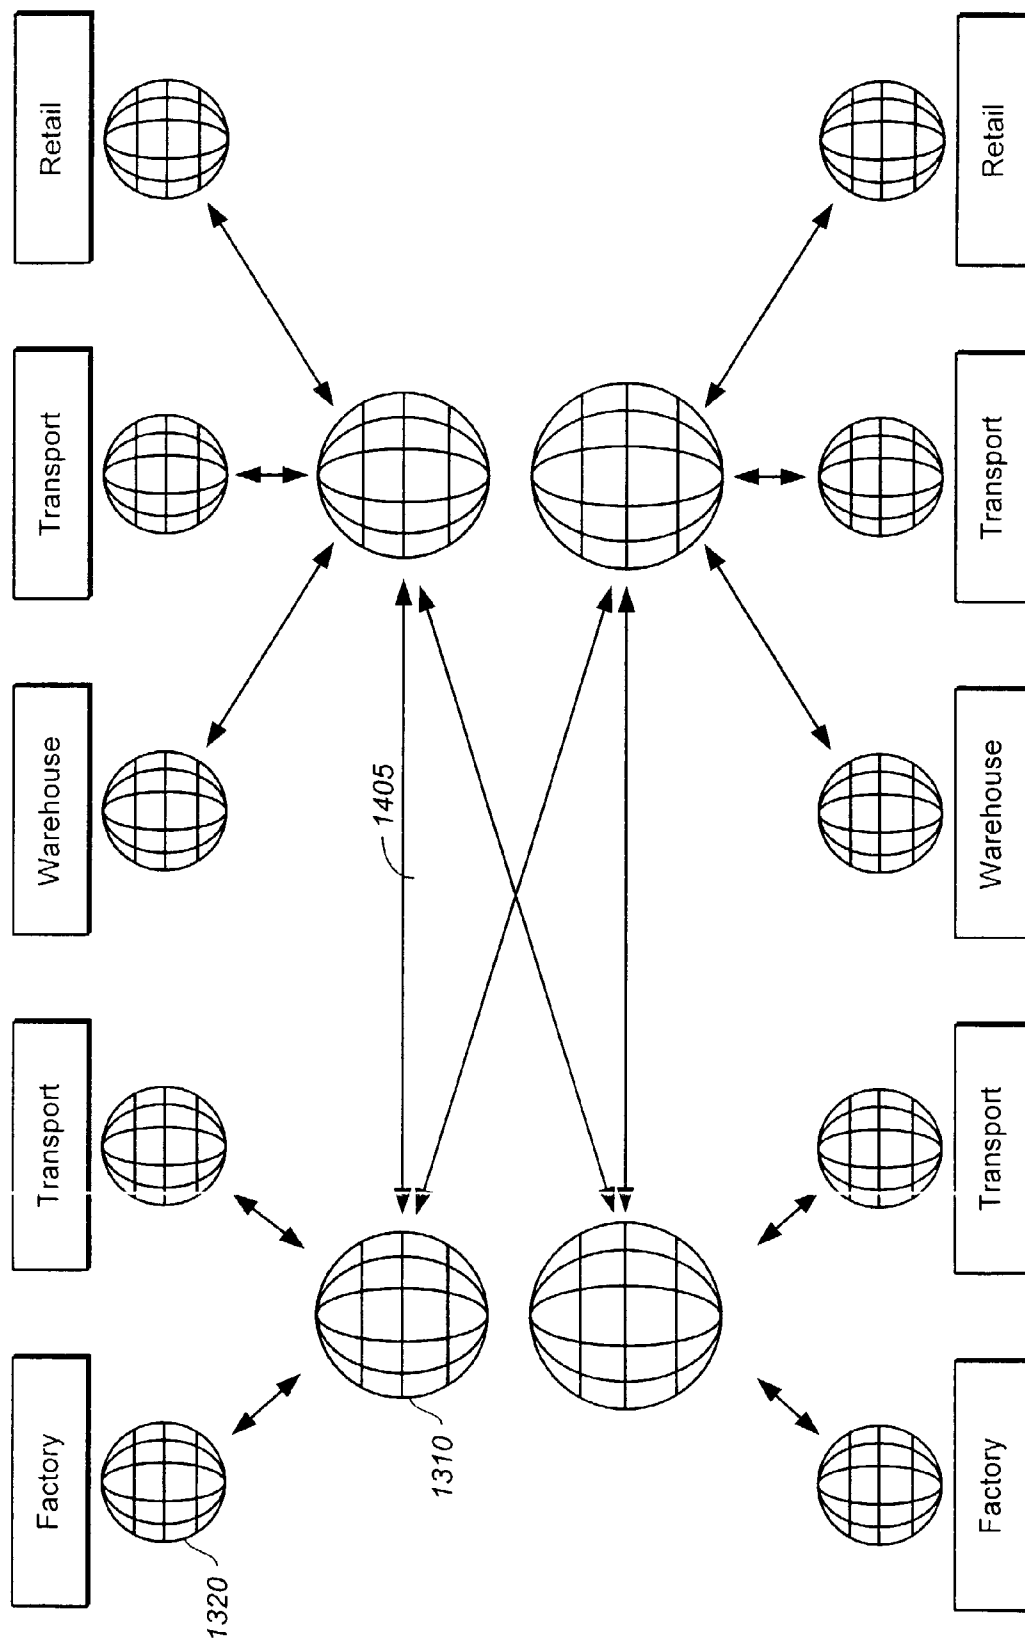 Factory
Transport
Warehouse
Transport
Retail
1320
1310
1405
Factory
Transport
Warehouse
Transport
Retail